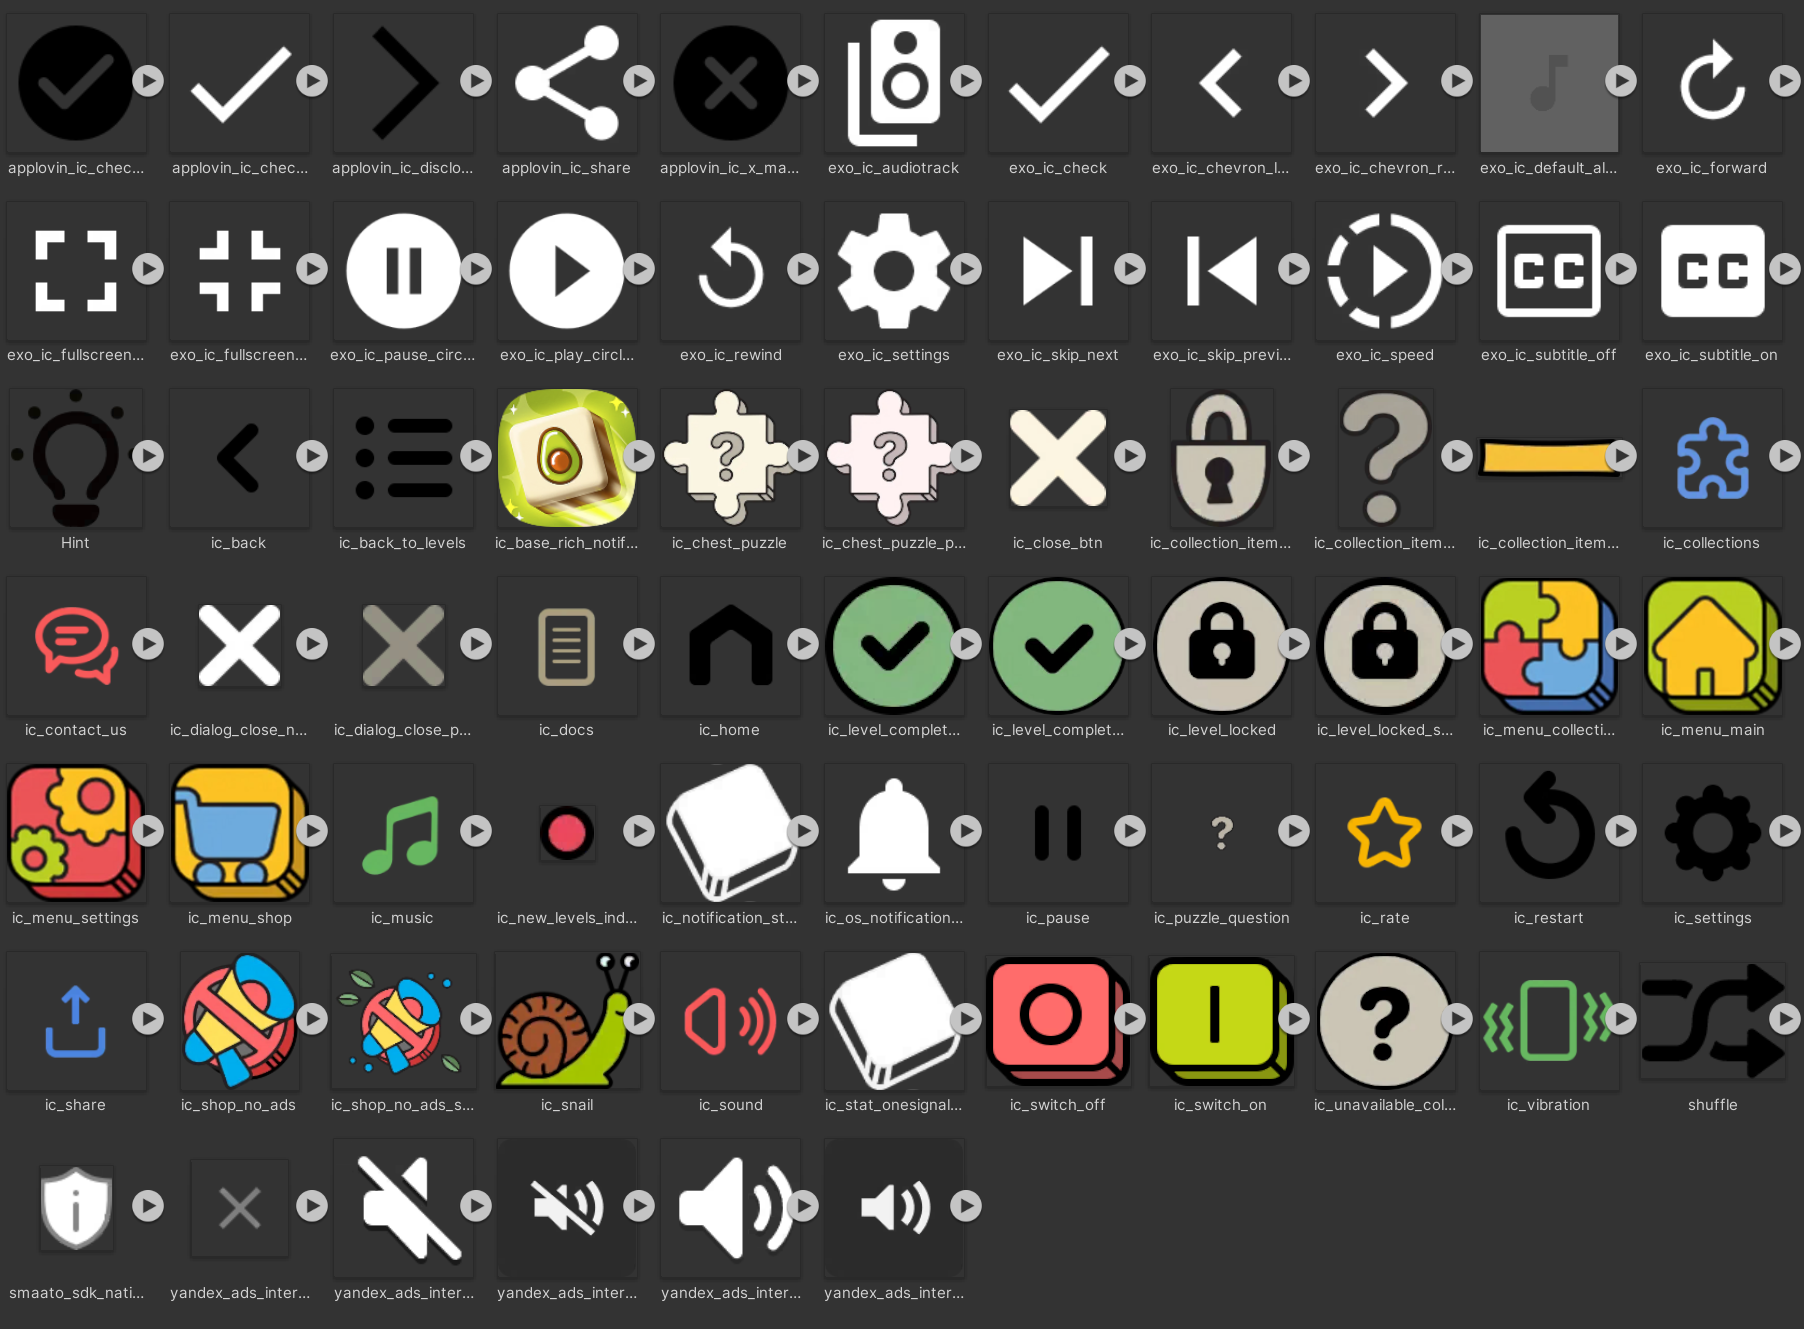 applovin_ic_chec...
applovin_ic_chec...
applovin_ic_disclo...
applovin_ic_share
applovin_ic_x_ma...
exo_ic_audiotrack
exo_ic_check
exo_ic_chevron_l...
exo_ic_chevron_r...
exo_ic_default_al...
exo_ic_forward
CC
CC
exo_ic_fullscreen...
exo_ic_fullscreen...
exo_ic_pause_circ...
exo_ic_play_circl...
exo_ic_rewind
exo_ic_settings
exo_ic_skip_next
exo_ic_skip_previ...
exo_ic_speed
exo_ic_subtitle_off
exo_ic_subtitle_on
?
?
?
Hint
ic_back
ic_back_to_levels
ic_base_rich_notif...
ic_chest_puzzle
ic_chest_puzzle_p...
ic_close_btn
ic_collection_item...
ic_collection_item...
ic_collection_item...
ic_collections
ic_contact_us
ic_dialog_close_n...
ic_dialog_close_p...
ic_docs
ic_home
ic_level_complet...
ic_level_complet...
ic_level_locked
ic_level_locked_s...
ic_menu_collecti...
ic_menu_main
?
ic_menu_settings
ic_menu_shop
ic_music
ic_new_levels_ind...
ic_notification_st...
ic_os_notification...
ic_pause
ic_puzzle_question
ic_rate
ic_restart
ic_settings
?
ic_share
ic_shop_no_ads
ic_shop_no_ads_s...
ic_snail
ic_sound
ic_stat_onesignal...
ic_switch_off
ic_switch_on
ic_unavailable_col...
ic_vibration
shuffle
i
smaato_sdk_nati...
yandex_ads_inter...
yandex_ads_inter...
yandex_ads_inter...
yandex_ads_inter...
yandex_ads_inter...